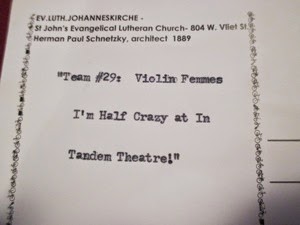 EV.LUTH.JOHANNESKIRCHE -
St John's Evangelical Lutheran Church- 804 W. Vliet St.
Herman Paul Schnetzky, architect 1889
"Team #29: Violin Femmes
I'm Half Crazy at In
Tandem Theatre!"